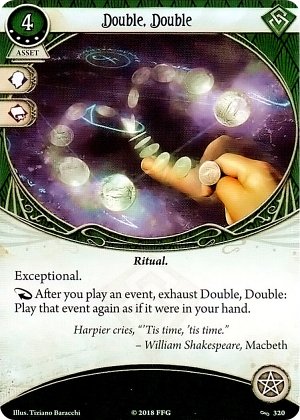 Double, Double
4
ASSET
Ritual.
Exceptional.
After you play an event, exhaust Double, Double:
Play that event again as if it were in your hand.
Harpier cries, “’Tis time, ’tis time.”
– William Shakespeare, Macbeth
Illus. Tiziano Baracchi
© 2018 FFG
320